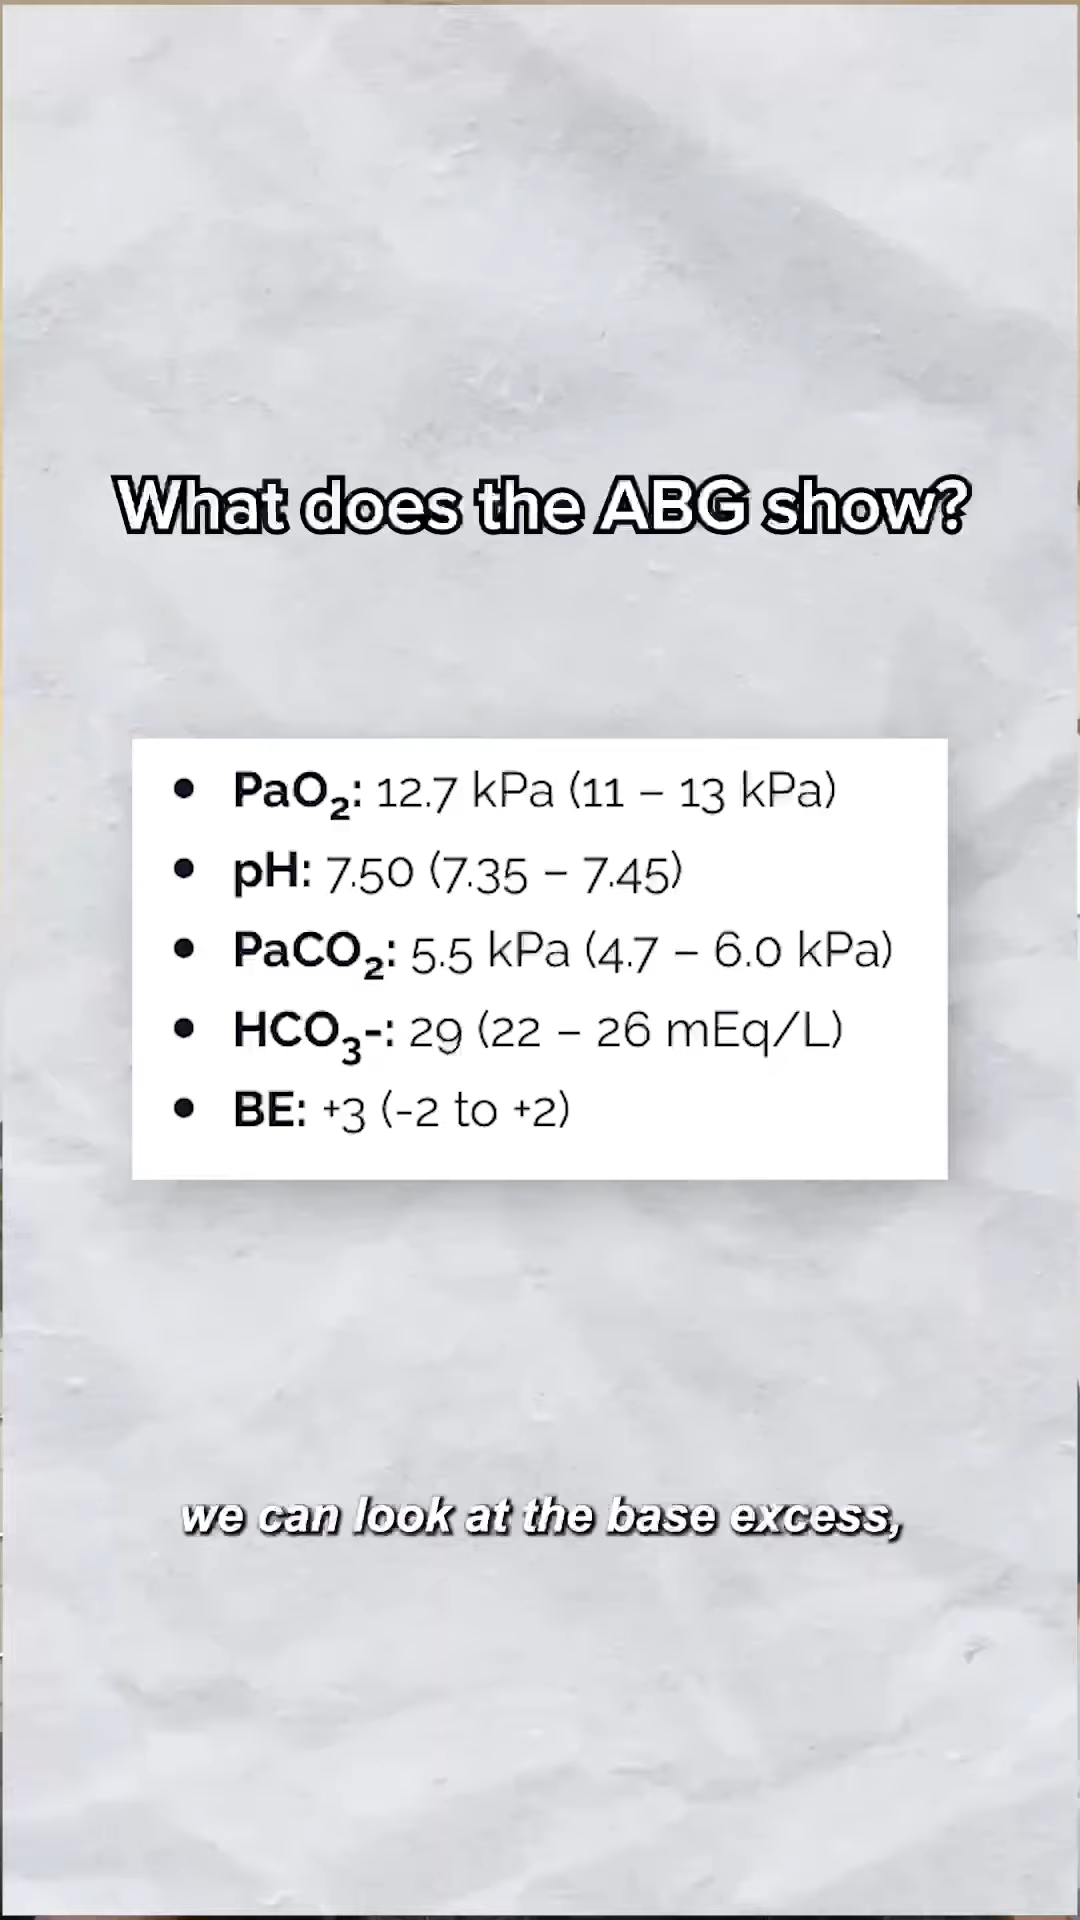 What does the ABG show?
• PaO₂: 12.7 kPa (11 – 13 kPa)
• pH: 7.50 (7.35 – 7.45)
• PaCO₂: 5.5 kPa (4.7 – 6.0 kPa)
• HCO₃-: 29 (22 – 26 mEq/L)
• BE: +3 (-2 to +2)
we can look at the base excess,